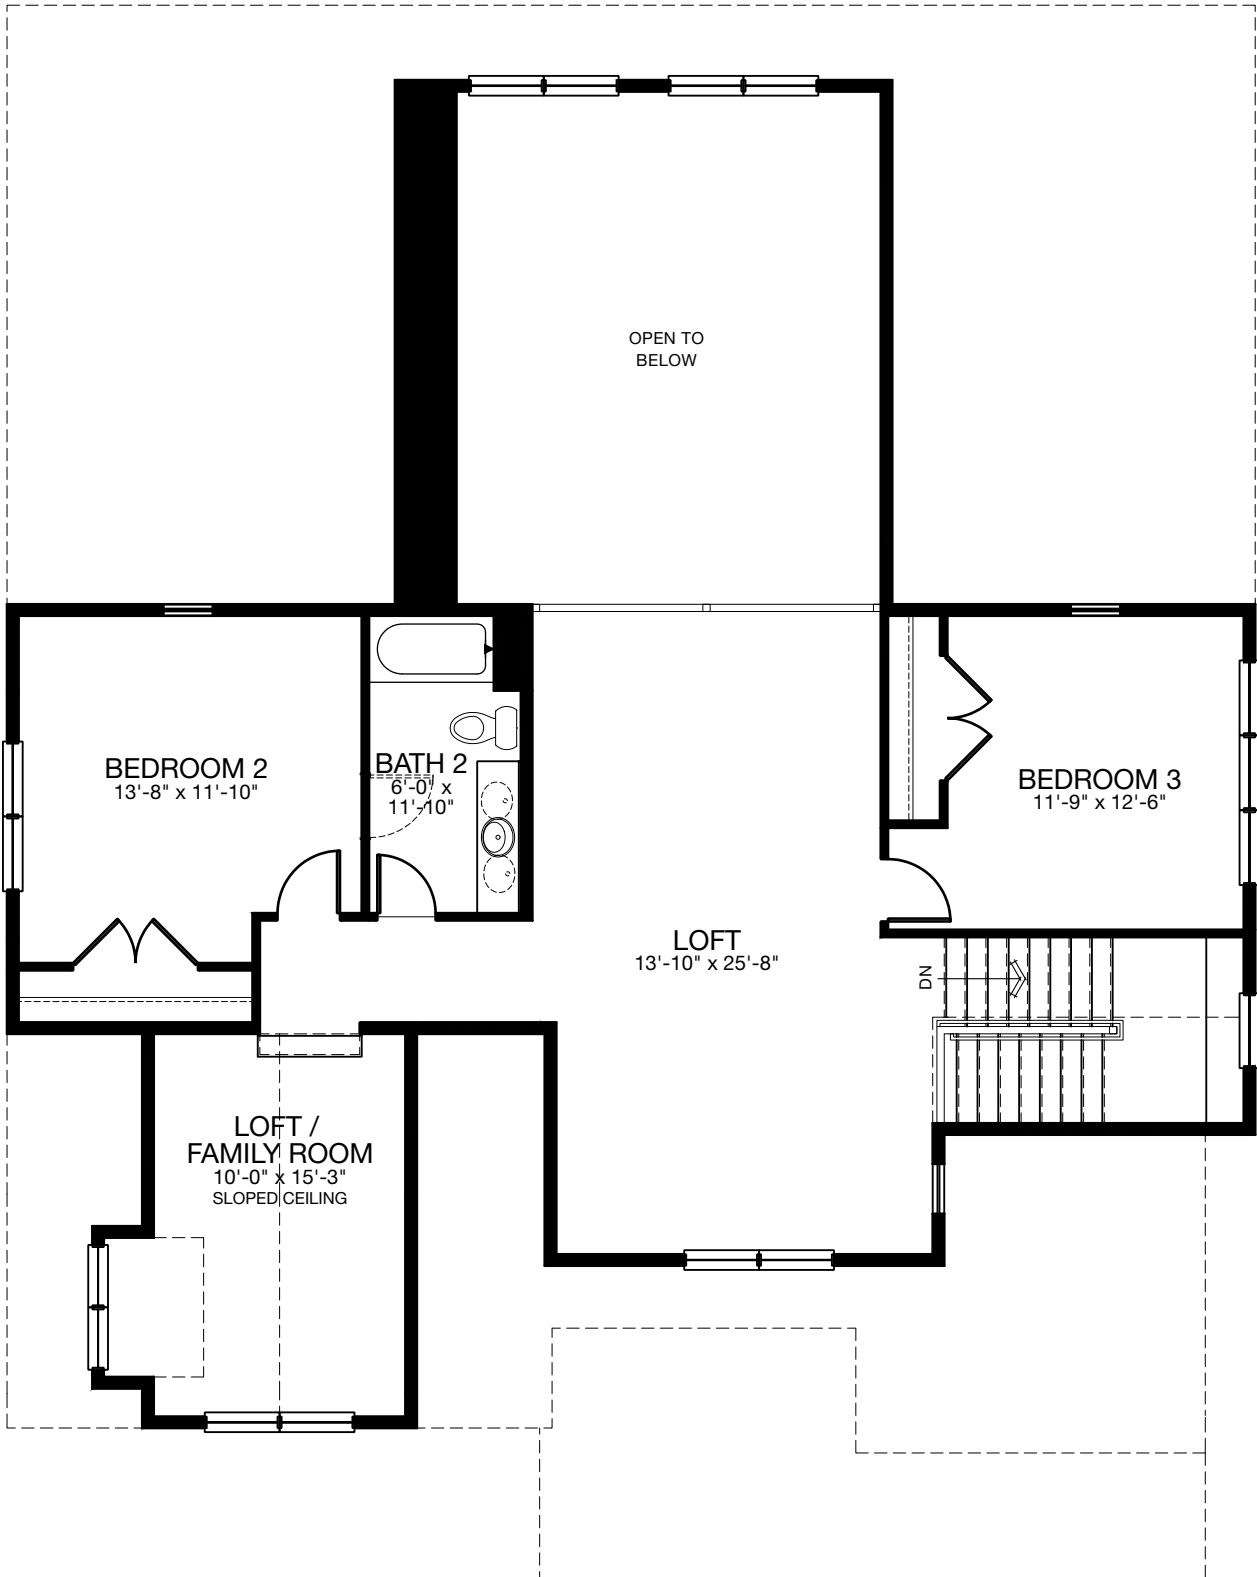 OPEN TO
BELOW
BEDROOM 2
13'-8" x 11'-10"
BATH 2
6'-0" x
11'-10"
BEDROOM 3
11'-9" x 12'-6"
LOFT
13'-10" x 25'-8"
DN
LOFT /
FAMILY ROOM
10'-0" x 15'-3"
SLOPED CEILING